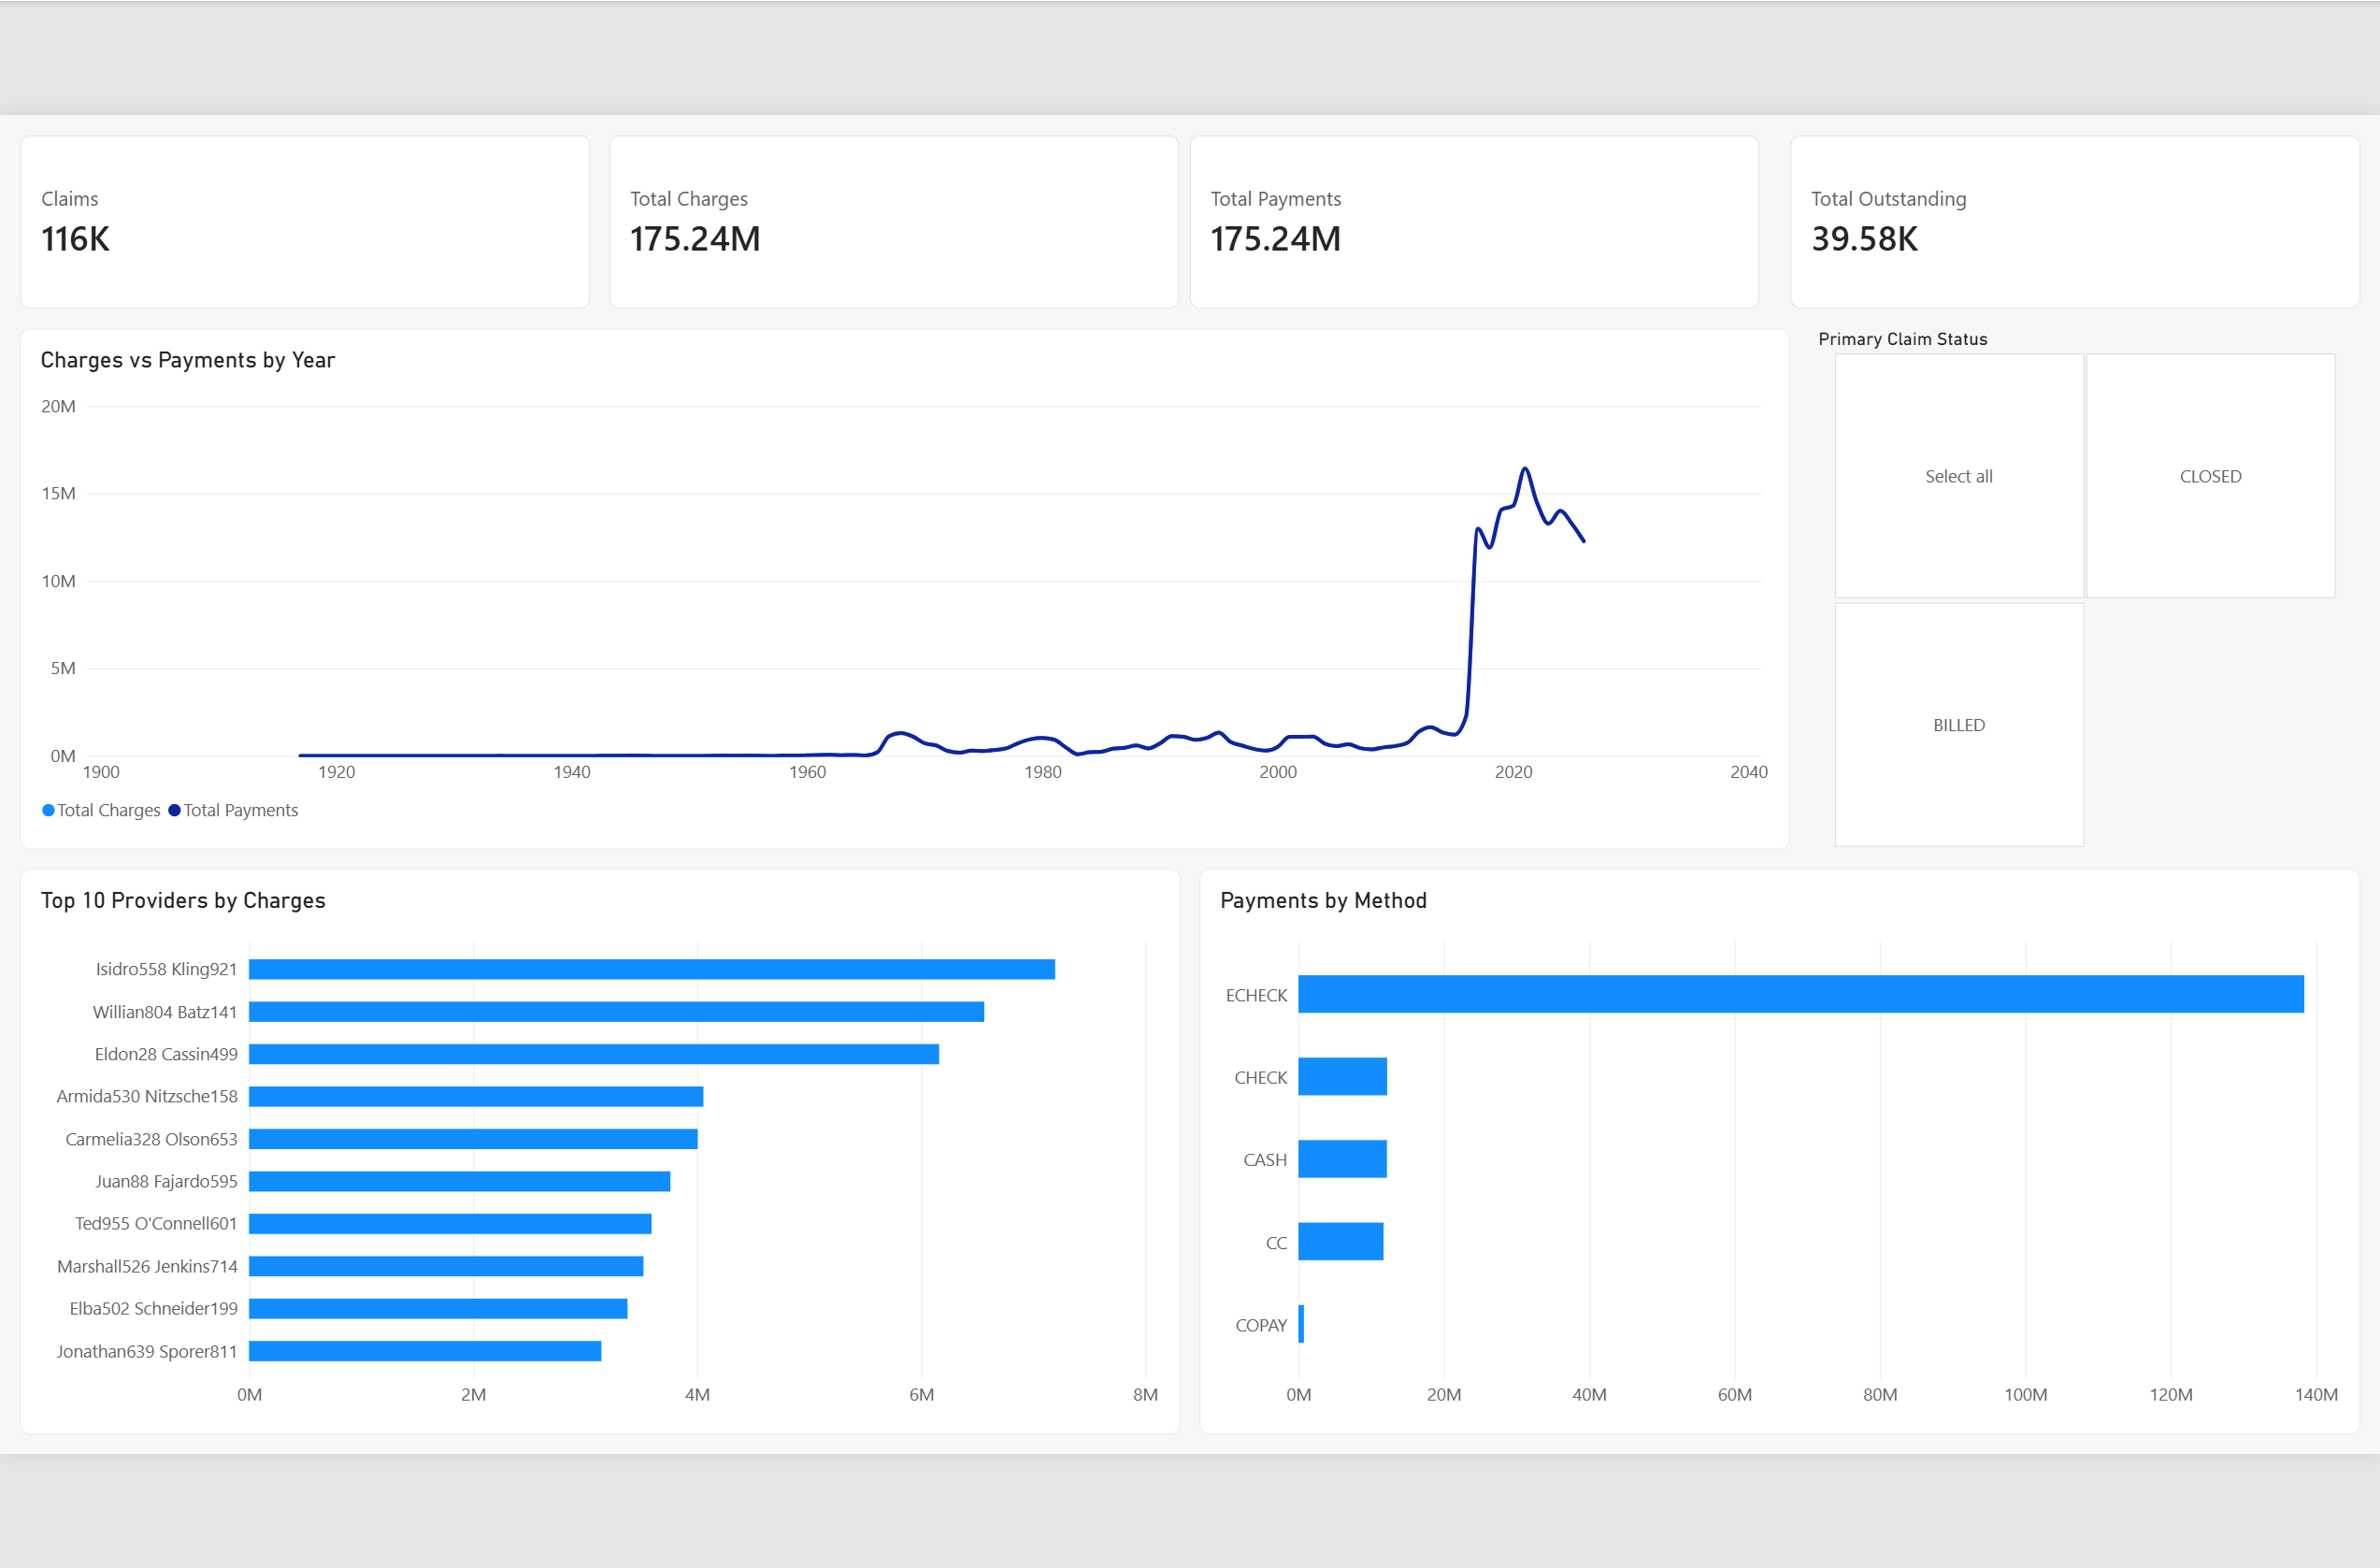 Claims
116K
Total Charges
175.24M
Total Payments
175.24M
Total Outstanding
39.58K
Charges vs Payments by Year
20M
15M
10M
5M
0M
1900 1920 1940 1960 1980 2000 2020 2040
Total Charges Total Payments
Primary Claim Status
Select all
CLOSED
BILLED
Top 10 Providers by Charges
Isidro558 Kling921
Willian804 Batz141
Eldon28 Cassin499
Armida530 Nitzsche158
Carmelia328 Olson653
Juan88 Fajardo595
Ted955 O'Connell601
Marshall526 Jenkins714
Elba502 Schneider199
Jonathan639 Sporer811
0M 2M 4M 6M 8M
Payments by Method
ECHECK
CHECK
CASH
CC
COPAY
0M 20M 40M 60M 80M 100M 120M 140M